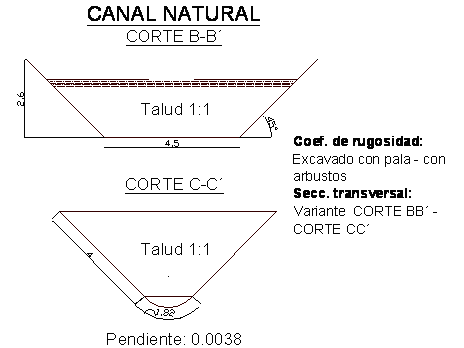 CANAL NATURAL
CORTE B-B´
Talud 1:1
2,6
45°
4,5
Coef. de rugosidad:
Excavado con pala - con
arbustos
Secc. transversal:
Variante CORTE BB´ -
CORTE CC´
CORTE C-C´
Talud 1:1
4
1,82
Pendiente: 0.0038